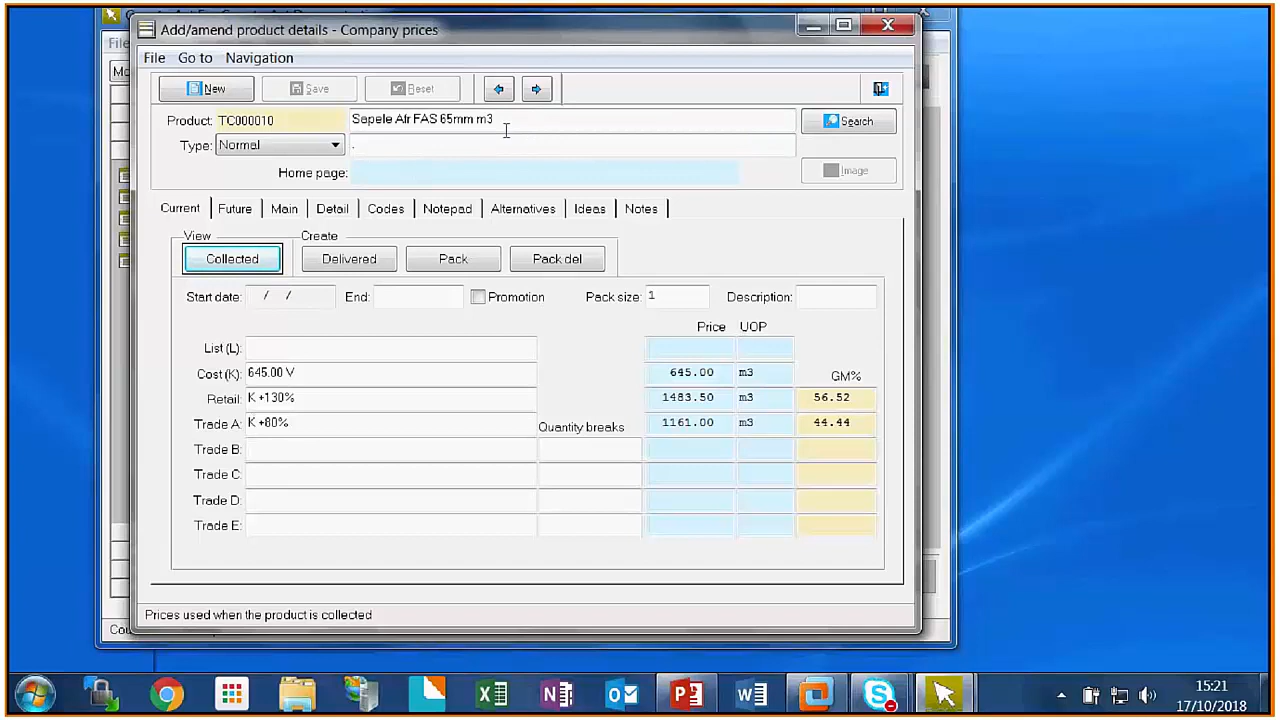 Add/amend product details - Company prices
File Go to Navigation
New Save Reset
Product: TC000010 Sapele Afr FAS 65mm m3 Search
Type: Normal .
Home page: Image
Current Future Main Detail Codes Notepad Alternatives Ideas Notes
View Create
Collected Delivered Pack Pack del
Start date: / / End: Promotion Pack size: 1 Description:
Price UOP
List (L):
Cost (K): 645.00 V 645.00 m3 GM%
Retail: K +130% 1483.50 m3 56.52
Trade A: K +80% Quantity breaks 1161.00 m3 44.44
Trade B:
Trade C:
Trade D:
Trade E:
Prices used when the product is collected
15:21
17/10/2018